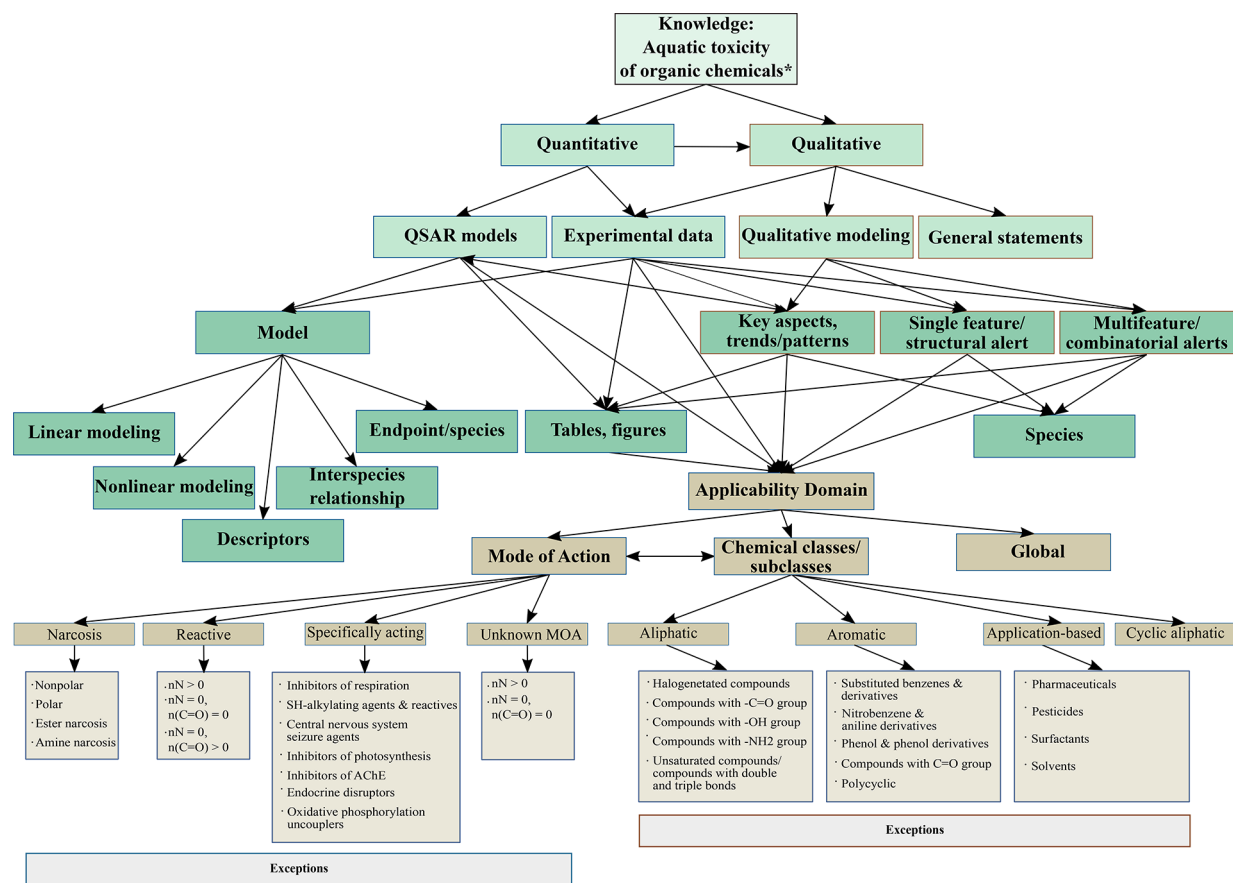 Knowledge:
Aquatic toxicity
of organic chemicals*
Quantitative
Qualitative
QSAR models
Experimental data
Qualitative modeling
General statements
Model
Key aspects,
trends/patterns
Single feature/
structural alert
Multifeature/
combinatorial alerts
Linear modeling
Endpoint/species
Tables, figures
Species
Nonlinear modeling
Interspecies
relationship
Applicability Domain
Descriptors
Mode of Action
Chemical classes/
subclasses
Global
Narcosis
Reactive
Specifically acting
Unknown MOA
Aliphatic
Aromatic
Application-based
Cyclic aliphatic
· Nonpolar
· Polar
· Ester narcosis
· Amine narcosis
.nN > 0
·nN = 0,
n(C=O) = 0
·nN = 0,
n(C=O) > 0
· Inhibitors of respiration
· SH-alkylating agents & reactives
· Central nervous system
seizure agents
· Inhibitors of photosynthesis
· Inhibitors of AChE
· Endocrine disruptors
· Oxidative phosphorylation
uncouplers
.nN > 0
.nN = 0,
n(C=O) = 0
· Halogenetated compounds
· Compounds with -C=O group
· Compounds with -OH group
· Compounds with -NH2 group
· Unsaturated compounds/
compounds with double
and triple bonds
· Substituted benzenes &
derivatives
· Nitrobenzene &
aniline derivatives
· Phenol & phenol derivatives
· Compounds with C=O group
· Polycyclic
· Pharmaceuticals
· Pesticides
· Surfactants
· Solvents
Exceptions
Exceptions